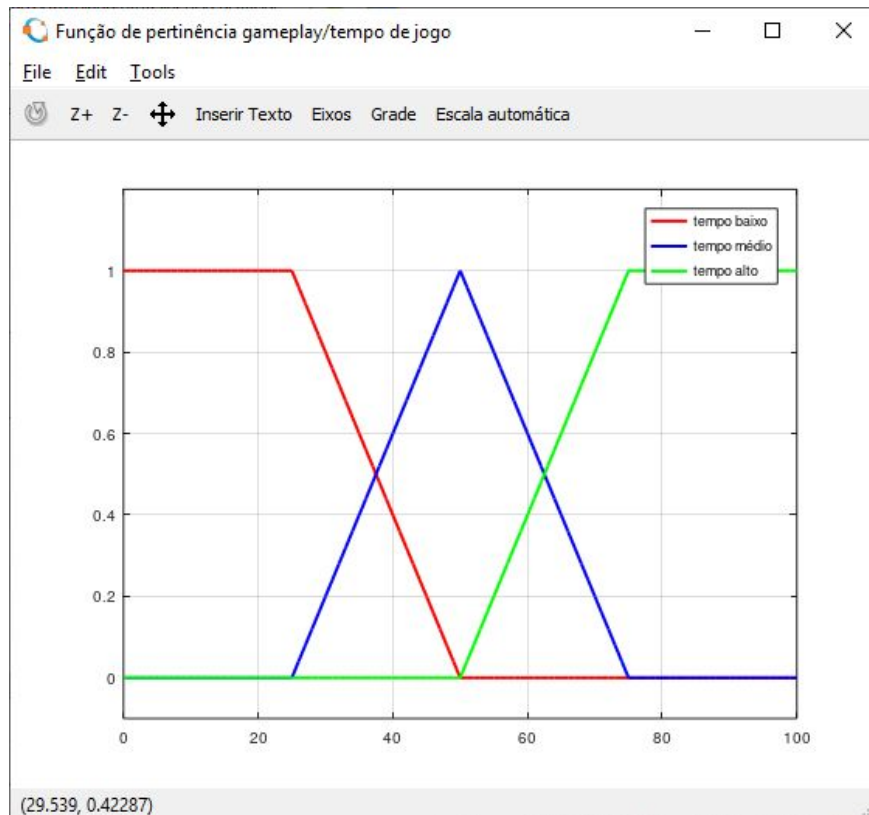 Função de pertinência gameplay/tempo de jogo
File Edit Tools
Z+ Z- Inserir Texto Eixos Grade Escala automática
tempo baixo
tempo médio
tempo alto
1
0.8
0.6
0.4
0.2
0
0 20 40 60 80 100
(29.539, 0.42287)